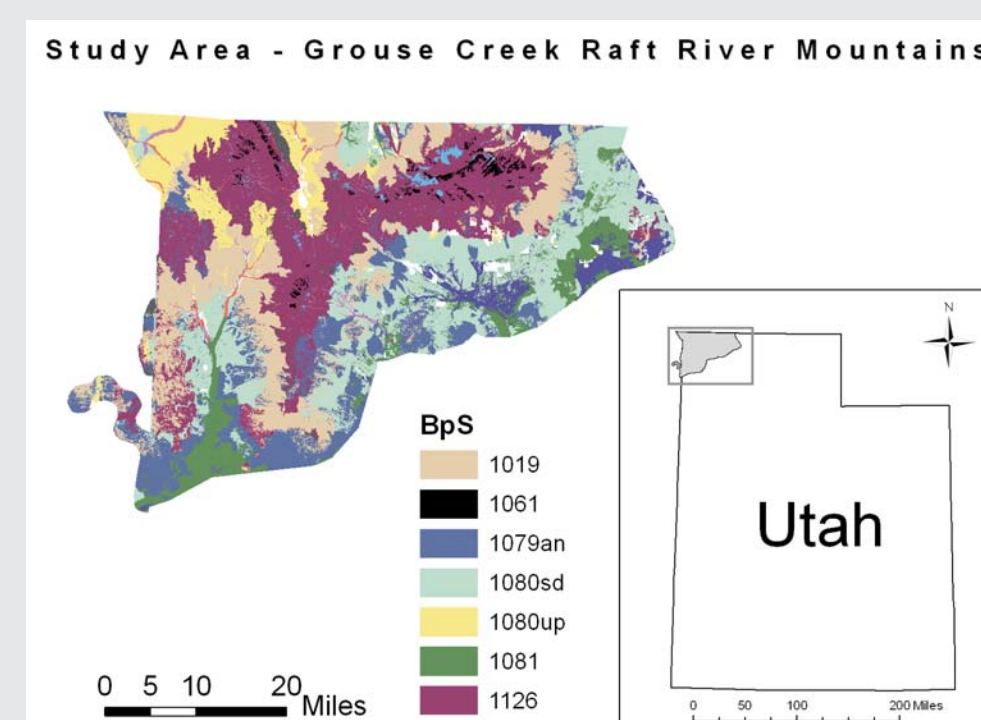 Study Area - Grouse Creek Raft River Mountains
N
Utah
BpS
1019
1061
1079an
1080sd
1080up
1081
1126
0 5 10 20 Miles
0 50 100 200 Miles